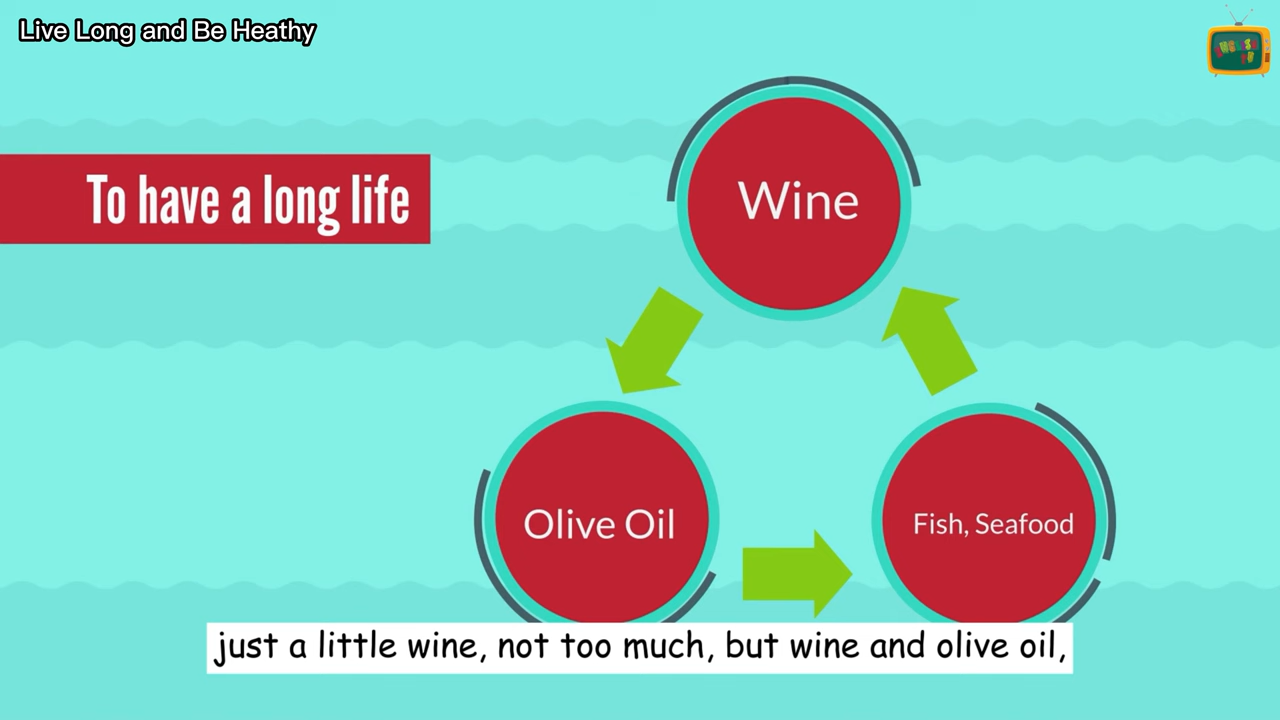 Live Long and Be Heathy
To have a long life
Wine
Olive Oil
Fish, Seafood
just a little wine, not too much, but wine and olive oil,